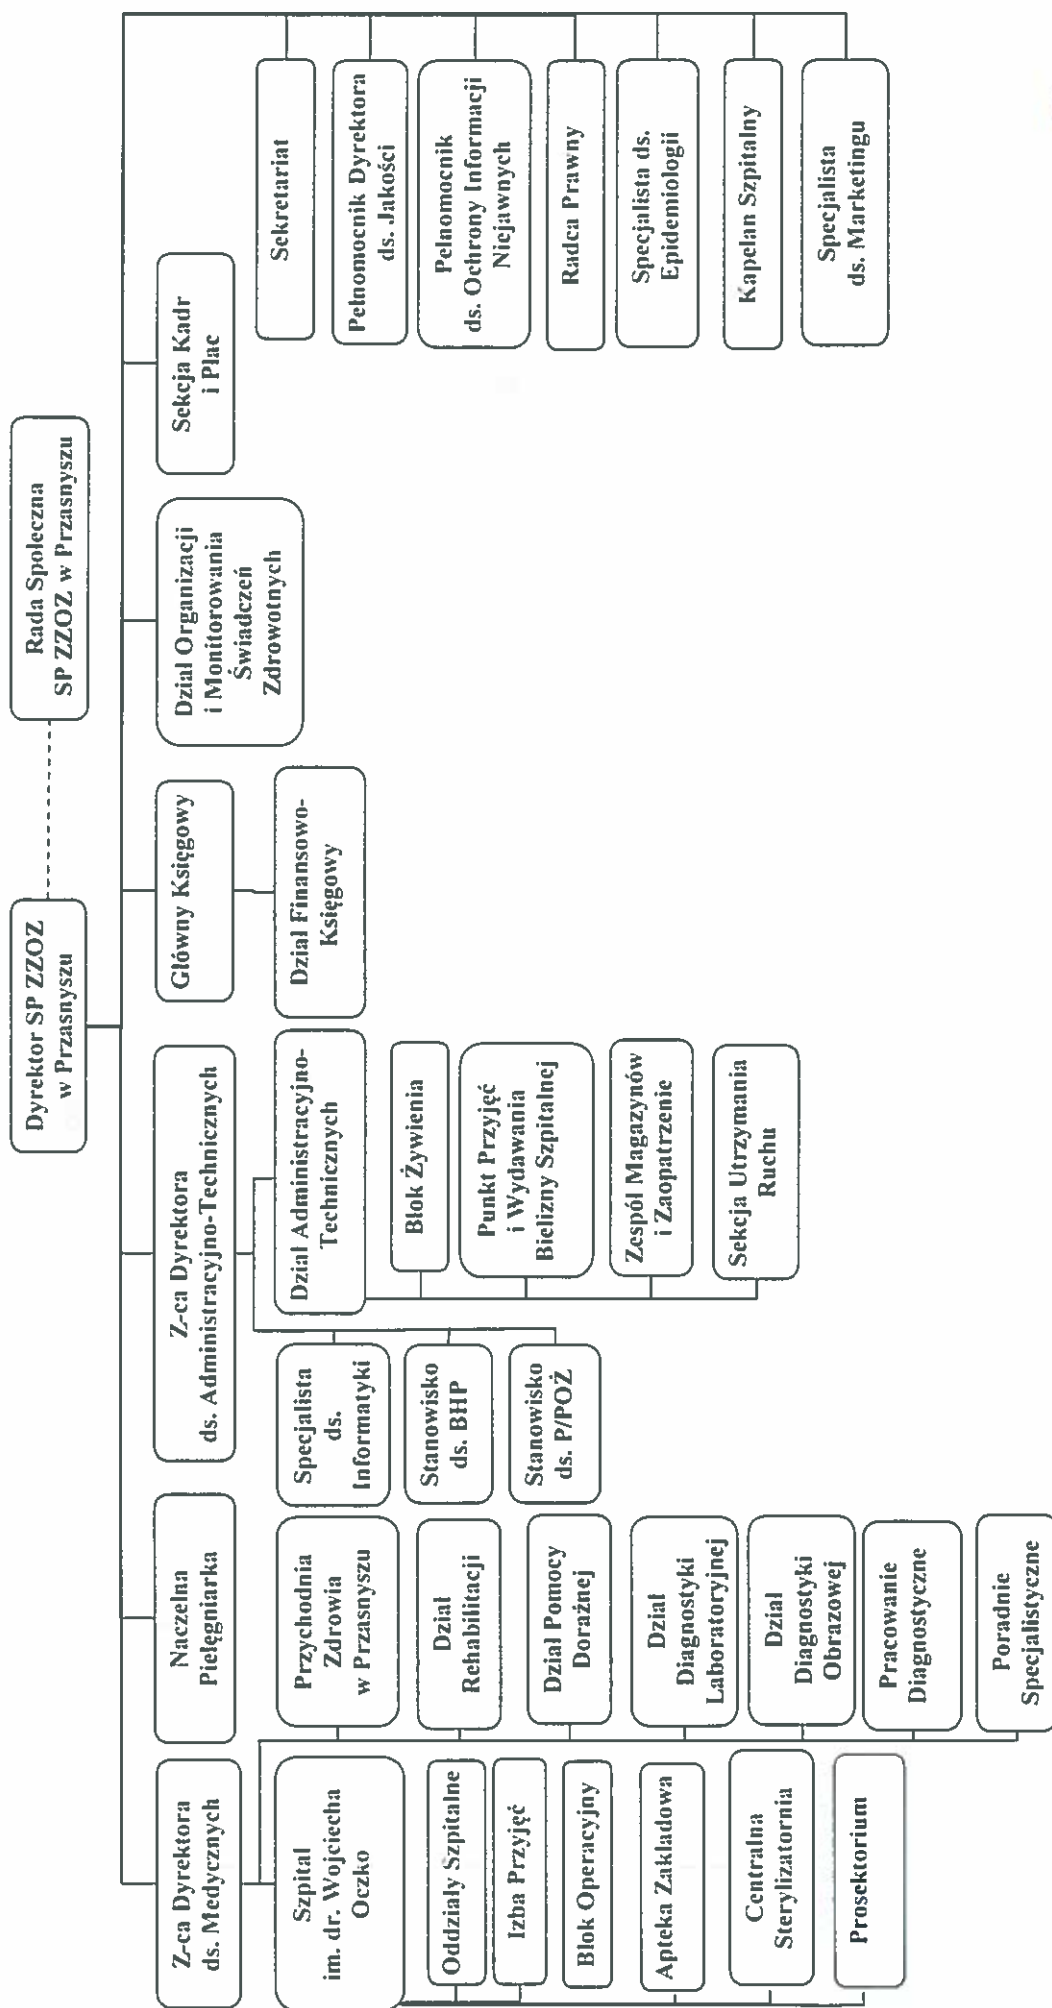 Dyrektor SP ZZOZ
w Przasnyszu
Rada Społeczna
SP ZZOZ w Przasnyszu
Z-ca Dyrektora
ds. Medycznych
Naczelna
Pielęgniarka
Z-ca Dyrektora
ds. Administracyjno-Technicznych
Główny Księgowy
Dział Organizacji
i Monitorowania
Świadczeń
Zdrowotnych
Sekcja Kadr
i Płac
Szpital
im. dr. Wojciecha
Oczko
Oddziały Szpitalne
Izba Przyjęć
Blok Operacyjny
Apteka Zakładowa
Centralna
Sterylizatornia
Prosektorium
Przychodnia
Zdrowia
w Przasnyszu
Dział
Rehabilitacji
Dział Pomocy
Doraźnej
Dział
Diagnostyki
Laboratoryjnej
Dział
Diagnostyki
Obrazowej
Pracowanie
Diagnostyczne
Poradnie
Specjalistyczne
Specjalista
ds.
Informatyki
Stanowisko
ds. BHP
Stanowisko
ds. P/POŻ
Dział Administracyjno-
Technicznych
Blok Żywienia
Punkt Przyjęć
i Wydawania
Bielizny Szpitalnej
Zespół Magazynów
i Zaopatrzenie
Sekcja Utrzymania
Ruchu
Dział Finansowo-
Księgowy
Sekretariat
Pełnomocnik Dyrektora
ds. Jakości
Pełnomocnik
ds. Ochrony Informacji
Niejawnych
Radca Prawny
Specjalista ds.
Epidemiologii
Kapelan Szpitalny
Specjalista
ds. Marketingu